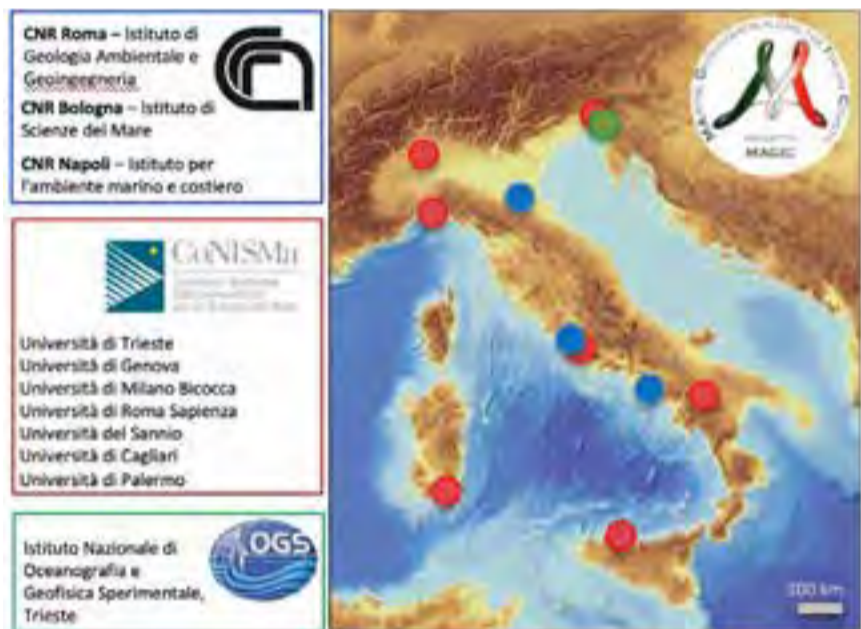 CNR Roma – Istituto di
Geologia Ambientale e
Geoingegneria
CNR Bologna – Istituto di
Scienze del Mare
CNR Napoli – Istituto per
l'ambiente marino e costiero
CoNISMa
Università di Trieste
Università di Genova
Università di Milano Bicocca
Università di Roma Sapienza
Università del Sannio
Università di Cagliari
Università di Palermo
OGS
Istituto Nazionale di
Oceanografia e
Geofisica Sperimentale,
Trieste
PROGETTO
MAGIC
100 km